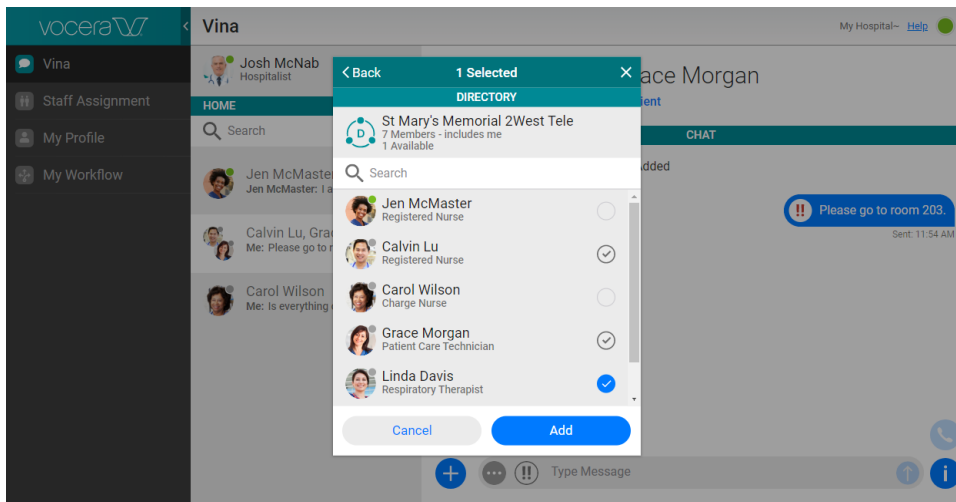 vocera
Vina
My Hospital~ Help
Vina
Staff Assignment
My Profile
My Workflow
Josh McNab
Hospitalist
HOME
Search
Jen McMaste
Jen McMaster: I a
Calvin Lu, Gra
Me: Please go to r
Carol Wilson
Me: Is everything
Back
1 Selected
DIRECTORY
D
St Mary's Memorial 2West Tele
7 Members - includes me
1 Available
Search
Jen McMaster
Registered Nurse
Calvin Lu
Registered Nurse
Carol Wilson
Charge Nurse
Grace Morgan
Patient Care Technician
Linda Davis
Respiratory Therapist
Cancel
Add
ace Morgan
ient
CHAT
Added
!! Please go to room 203.
Sent: 11:54 AM
!! Type Message
i